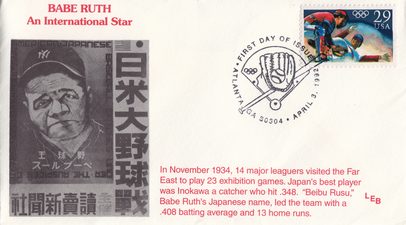 BABE RUTH
An International Star
日米大野球戦
球王
ベーブ・ルース
讀賣新聞社
FIRST DAY OF ISSUE
ATLANTA, GA 30304 • APRIL 3, 1992
29
USA
In November 1934, 14 major leaguers visited the Far
East to play 23 exhibition games. Japan's best player
was Inokawa a catcher who hit .348. "Beibu Rusu,"
Babe Ruth's Japanese name, led the team with a
.408 batting average and 13 home runs.
LEB